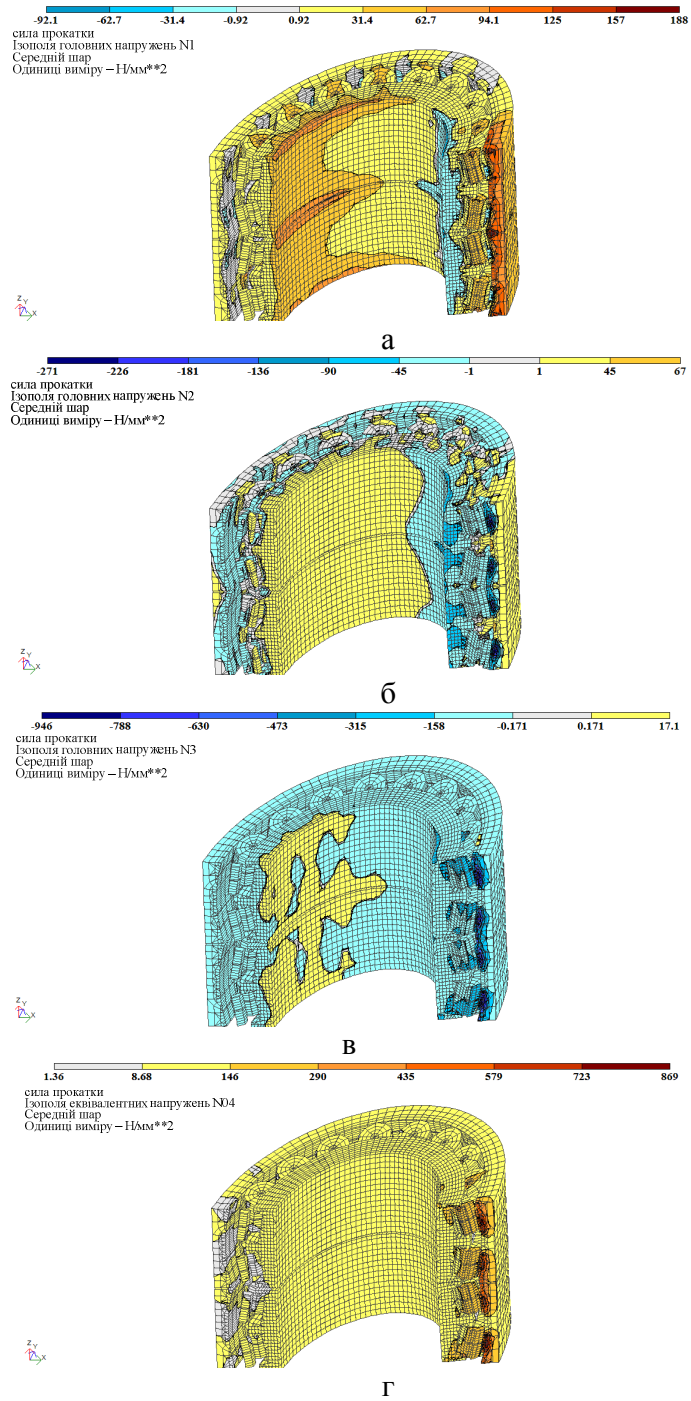 -92.1 -62.7 -31.4 -0.92 0.92 31.4 62.7 94.1 125 157 188
сила прокатки
Ізополя головних напружень N1
Середній шар
Одиниці виміру – Н/мм**2
Z Y X
а
-271 -226 -181 -136 -90 -45 -1 1 45 67
сила прокатки
Ізополя головних напружень N2
Середній шар
Одиниці виміру – Н/мм**2
Z Y X
б
-946 -788 -630 -473 -315 -158 -0.171 0.171 17.1
сила прокатки
Ізополя головних напружень N3
Середній шар
Одиниці виміру – Н/мм**2
Z Y X
в
1.36 8.68 146 290 435 579 723 869
сила прокатки
Ізополя еквівалентних напружень N04
Середній шар
Одиниці виміру – Н/мм**2
Z Y X
г